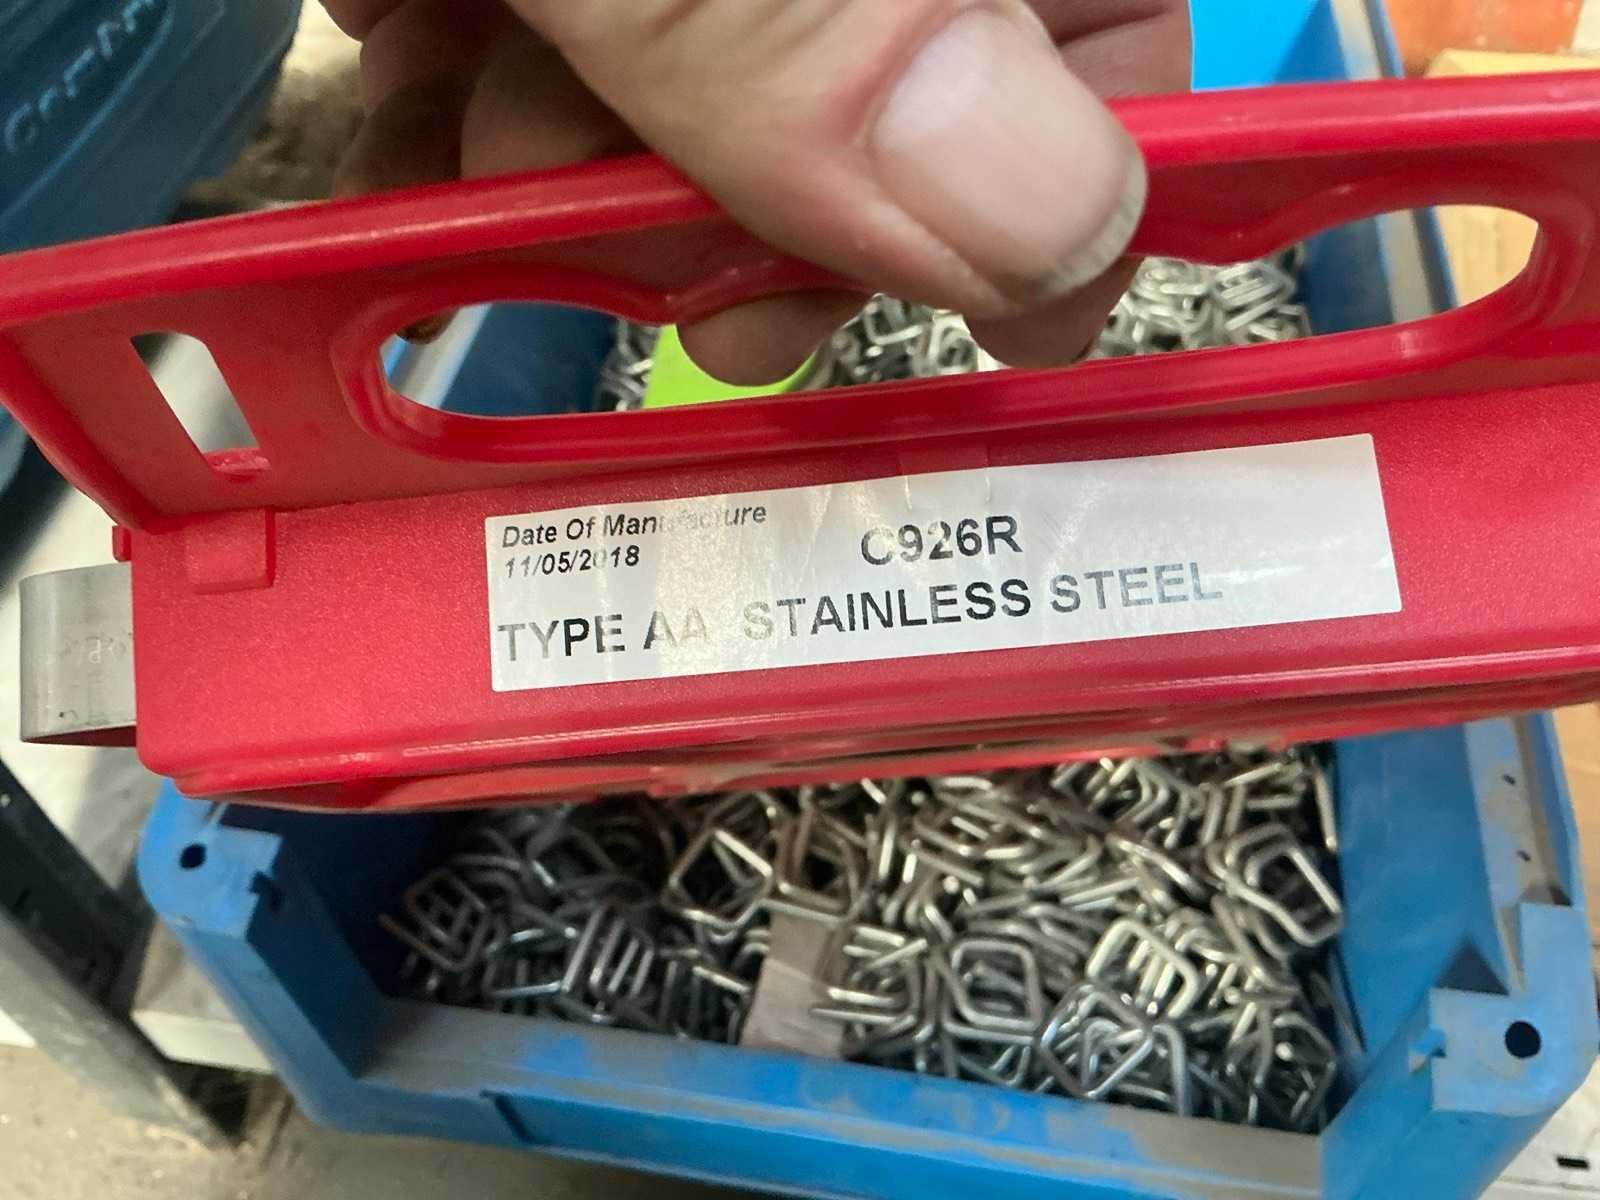 Date Of Manufacture
11/05/2018
C926R
TYPE AA STAINLESS STEEL